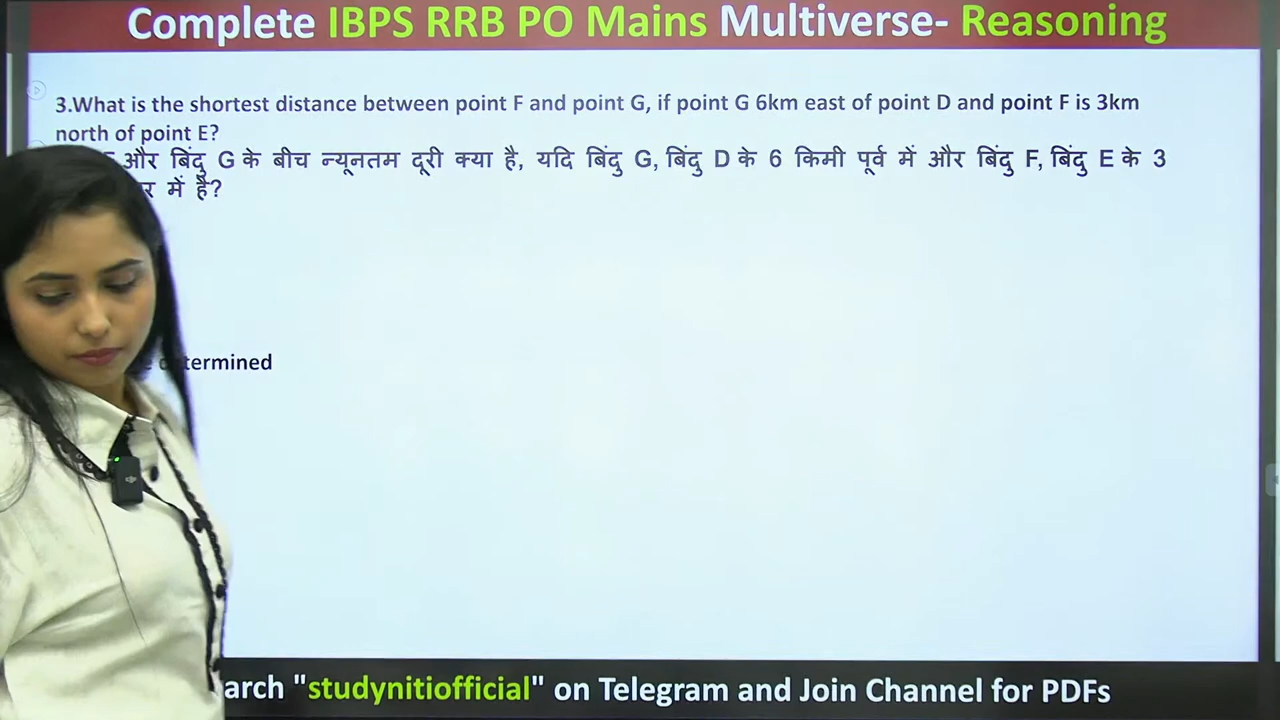 Complete IBPS RRB PO Mains Multiverse- Reasoning
3.What is the shortest distance between point F and point G, if point G 6km east of point D and point F is 3km
north of point E?
और बिंदु G के बीच न्यूनतम दूरी क्या है, यदि बिंदु G, बिंदु D के 6 किमी पूर्व में और बिंदु F, बिंदु E के 3
में है?
"studynitiofficial" on Telegram and Join Channel for PDFs